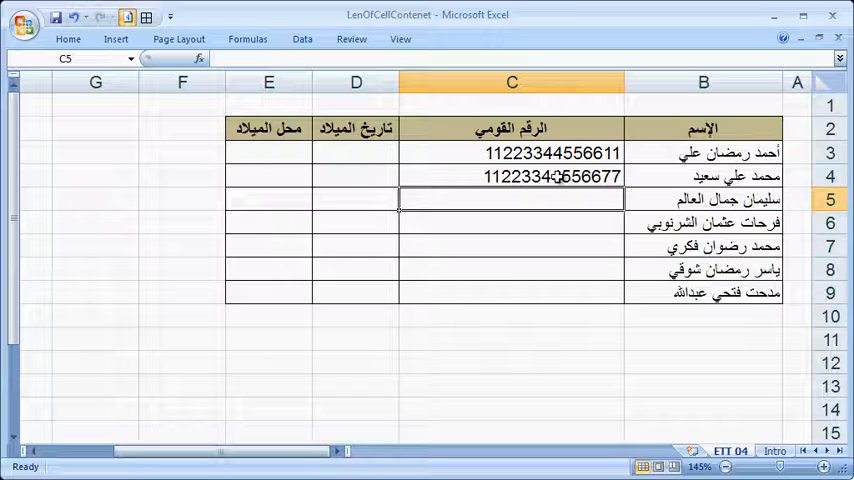 LenOfCellContenet - Microsoft Excel
Home Insert Page Layout Formulas Data Review View
C5 fx
G F E D C B A
1
2 الإسم الرقم القومي تاريخ الميلاد محل الميلاد
3 أحمد رمضان علي 11223344556611
4 محمد علي سعيد
5 سليمان جمال العالم
6 فرحات عثمان الشرنوبي
7 محمد رضوان فكري
8 ياسر رمضان شوقي
9 مدحت فتحي عبدالله
10
11
12
13
14
15
ETT 04 Intro
Ready 145%